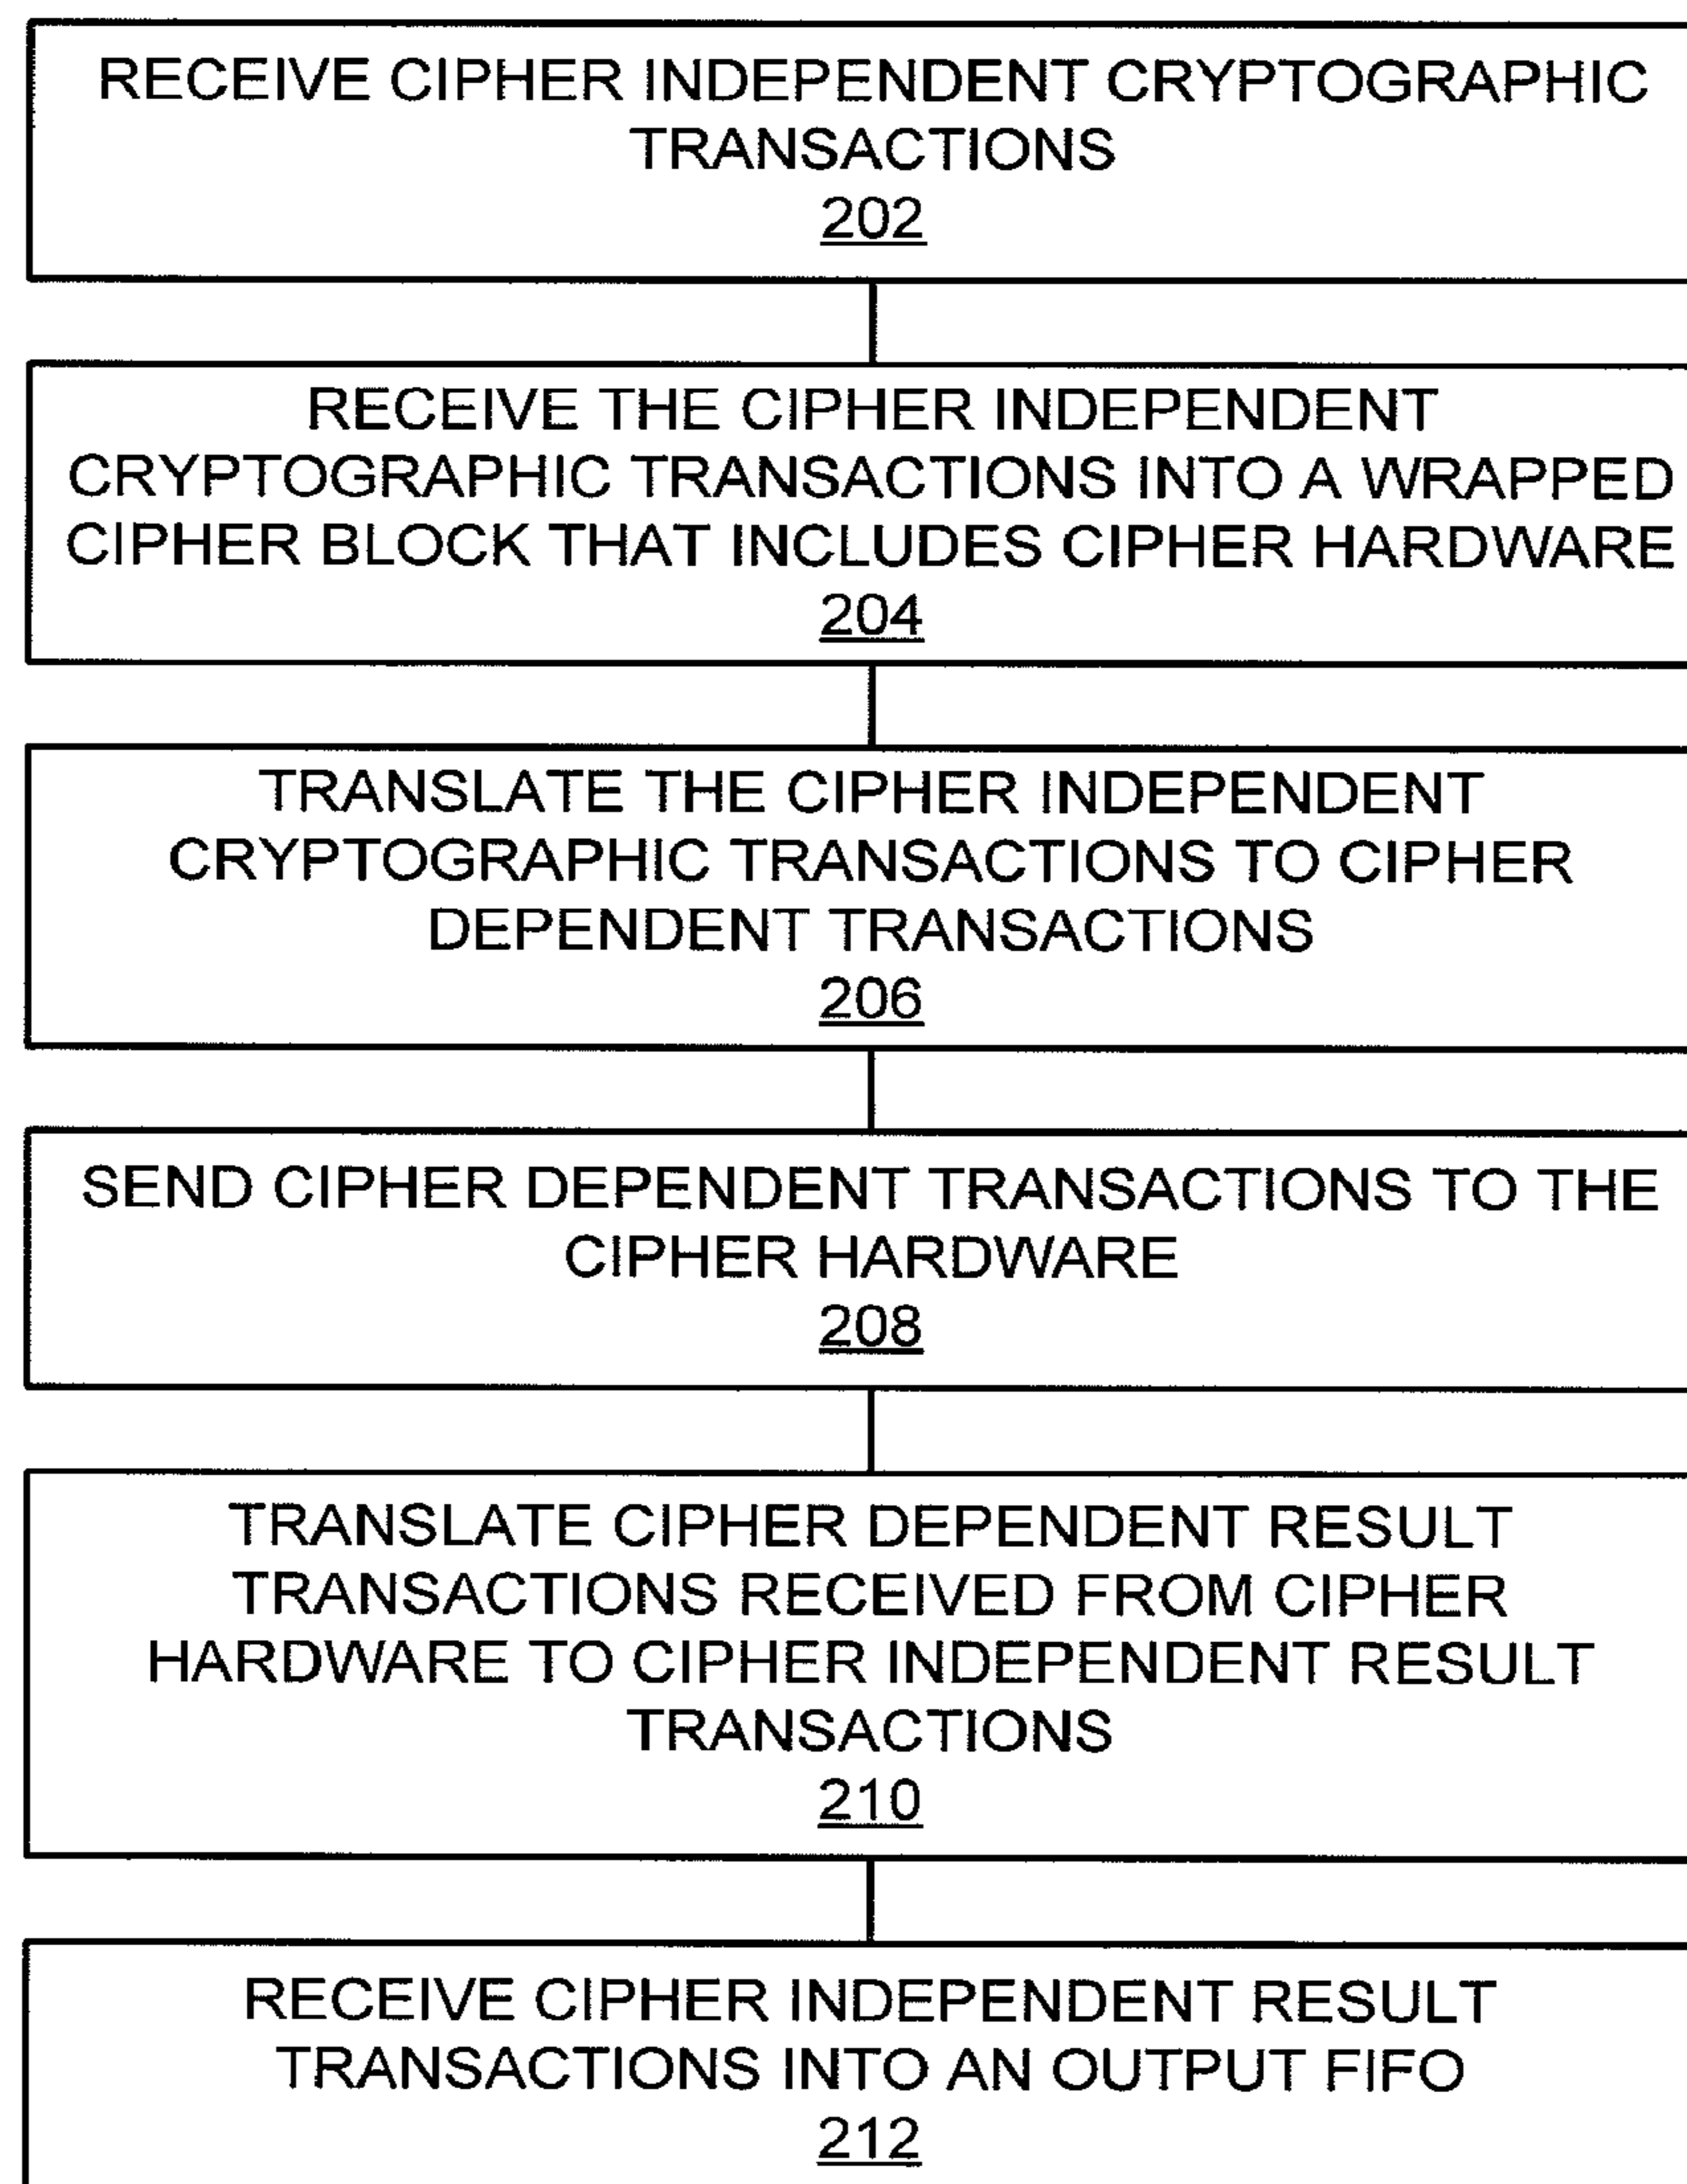 RECEIVE CIPHER INDEPENDENT CRYPTOGRAPHIC
TRANSACTIONS
202
RECEIVE THE CIPHER INDEPENDENT
CRYPTOGRAPHIC TRANSACTIONS INTO A WRAPPED
CIPHER BLOCK THAT INCLUDES CIPHER HARDWARE
204
TRANSLATE THE CIPHER INDEPENDENT
CRYPTOGRAPHIC TRANSACTIONS TO CIPHER
DEPENDENT TRANSACTIONS
206
SEND CIPHER DEPENDENT TRANSACTIONS TO THE
CIPHER HARDWARE
208
TRANSLATE CIPHER DEPENDENT RESULT
TRANSACTIONS RECEIVED FROM CIPHER
HARDWARE TO CIPHER INDEPENDENT RESULT
TRANSACTIONS
210
RECEIVE CIPHER INDEPENDENT RESULT
TRANSACTIONS INTO AN OUTPUT FIFO
212